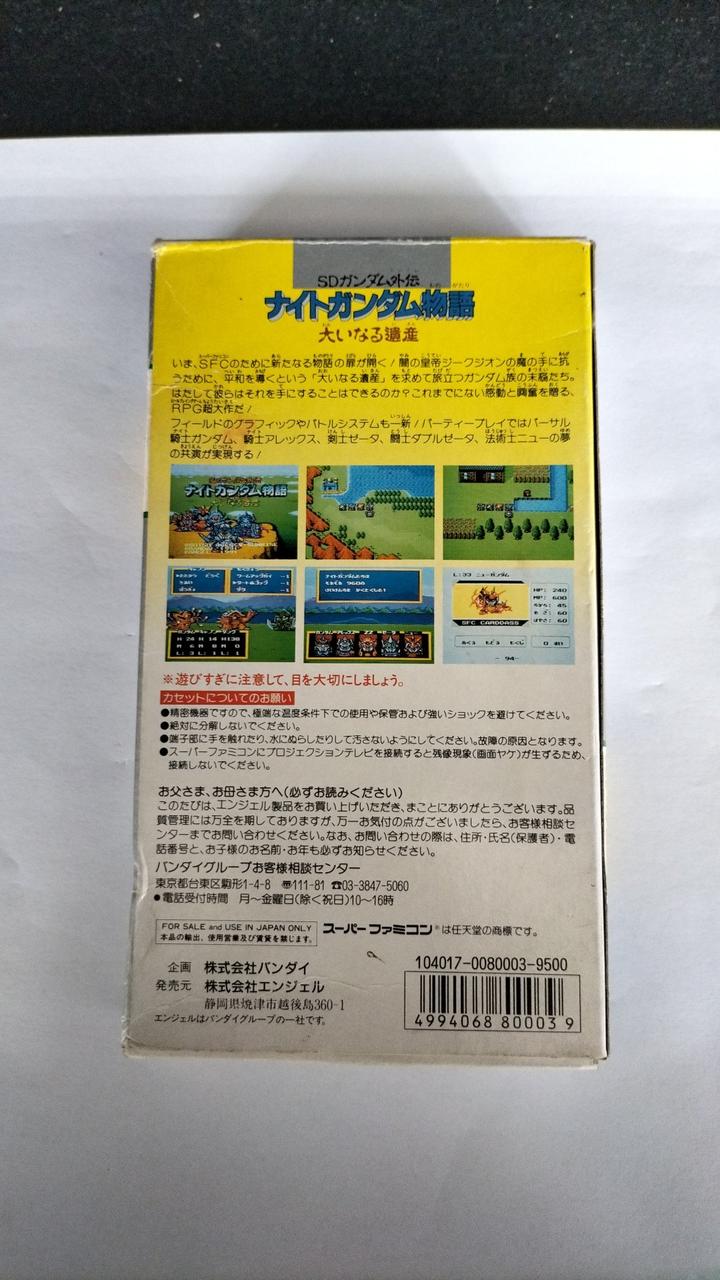 SDガンダム外伝
ナイトガンダム物語
大いなる遺産
いま、SFCのために新たなる物語の扉が開く!闇の皇帝ジークジオンの魔の手に抗
うために、平和を導くという「大いなる遺産」を求めて旅立つガンダム族の末裔たち。
はたして彼らはそれを手にすることはできるのか?これまでにない感動と興奮を贈る、
RPG超大作だ!
フィールドのグラフィックやバトルシステムも一新!パーティープレイではバーサル
騎士ガンダム、騎士アレックス、剣士ゼータ、闘士ダブルゼータ、法術士ニューの夢
の共演が実現する!
ナイトガンダム物語
L:33 ニューガンダム
HP: 240
MP: 600
45
60
60
SFC CARDDASS
- 94-
※遊びすぎに注意して、目を大切にしましょう。
カセットについてのお願い
●精密機器ですので、極端な温度条件下での使用や保管および強いショックを避けてください。
●絶対に分解しないでください。
●端子部に手を触れたり、水にぬらしたりして汚さないようにしてください。故障の原因となります。
●スーパーファミコンにプロジェクションテレビを接続すると残像現象(画面ヤケ)が生ずるため、
接続しないでください。
お父さま、お母さま方へ(必ずお読みください)
このたびは、エンジェル製品をお買い上げいただき、まことにありがとうございます。品
質管理には万全を期しておりますが、万一お気付の点がございましたら、お客様相談セ
ンターまでお問い合わせください。なお、お問い合わせの際は、住所・氏名(保護者)・電
話番号と、お子様のお名前・お年も必ずお知らせください。
バンダイグループお客様相談センター
東京都台東区駒形1-4-8 〠111-81 ☎03-3847-5060
●電話受付時間 月〜金曜日(除く祝日)10〜16時
FOR SALE and USE IN JAPAN ONLY
本品の輸出、使用営業及び賃貸を禁じます。
スーパーファミコン®は任天堂の商標です。
企画 株式会社バンダイ
発売元 株式会社エンジェル
静岡県焼津市越後島360-1
エンジェルはバンダイグループの一社です。
104017-0080003-9500
4994068 80003 9